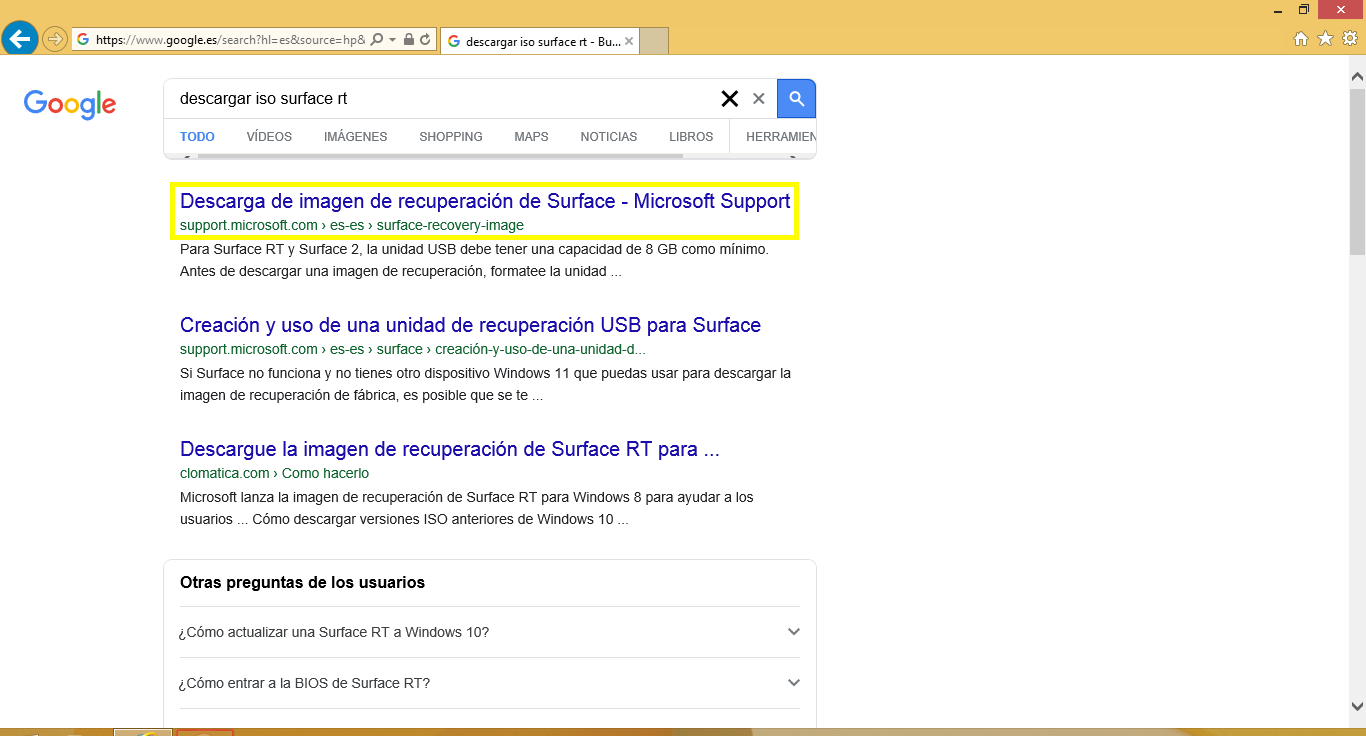 https://www.google.es/search?hl=es&source=hp&
descargar iso surface rt - Bu...
Google
descargar iso surface rt
TODO VÍDEOS IMÁGENES SHOPPING MAPS NOTICIAS LIBROS HERRAMIEN
Descarga de imagen de recuperación de Surface - Microsoft Support
support.microsoft.com › es-es › surface-recovery-image
Para Surface RT y Surface 2, la unidad USB debe tener una capacidad de 8 GB como mínimo.
Antes de descargar una imagen de recuperación, formatee la unidad ...
Creación y uso de una unidad de recuperación USB para Surface
support.microsoft.com › es-es › surface › creación-y-uso-de-una-unidad-d...
Si Surface no funciona y no tienes otro dispositivo Windows 11 que puedas usar para descargar la
imagen de recuperación de fábrica, es posible que se te ...
Descargue la imagen de recuperación de Surface RT para ...
clomatica.com › Como hacerlo
Microsoft lanza la imagen de recuperación de Surface RT para Windows 8 para ayudar a los
usuarios ... Cómo descargar versiones ISO anteriores de Windows 10 ...
Otras preguntas de los usuarios
¿Cómo actualizar una Surface RT a Windows 10?
¿Cómo entrar a la BIOS de Surface RT?